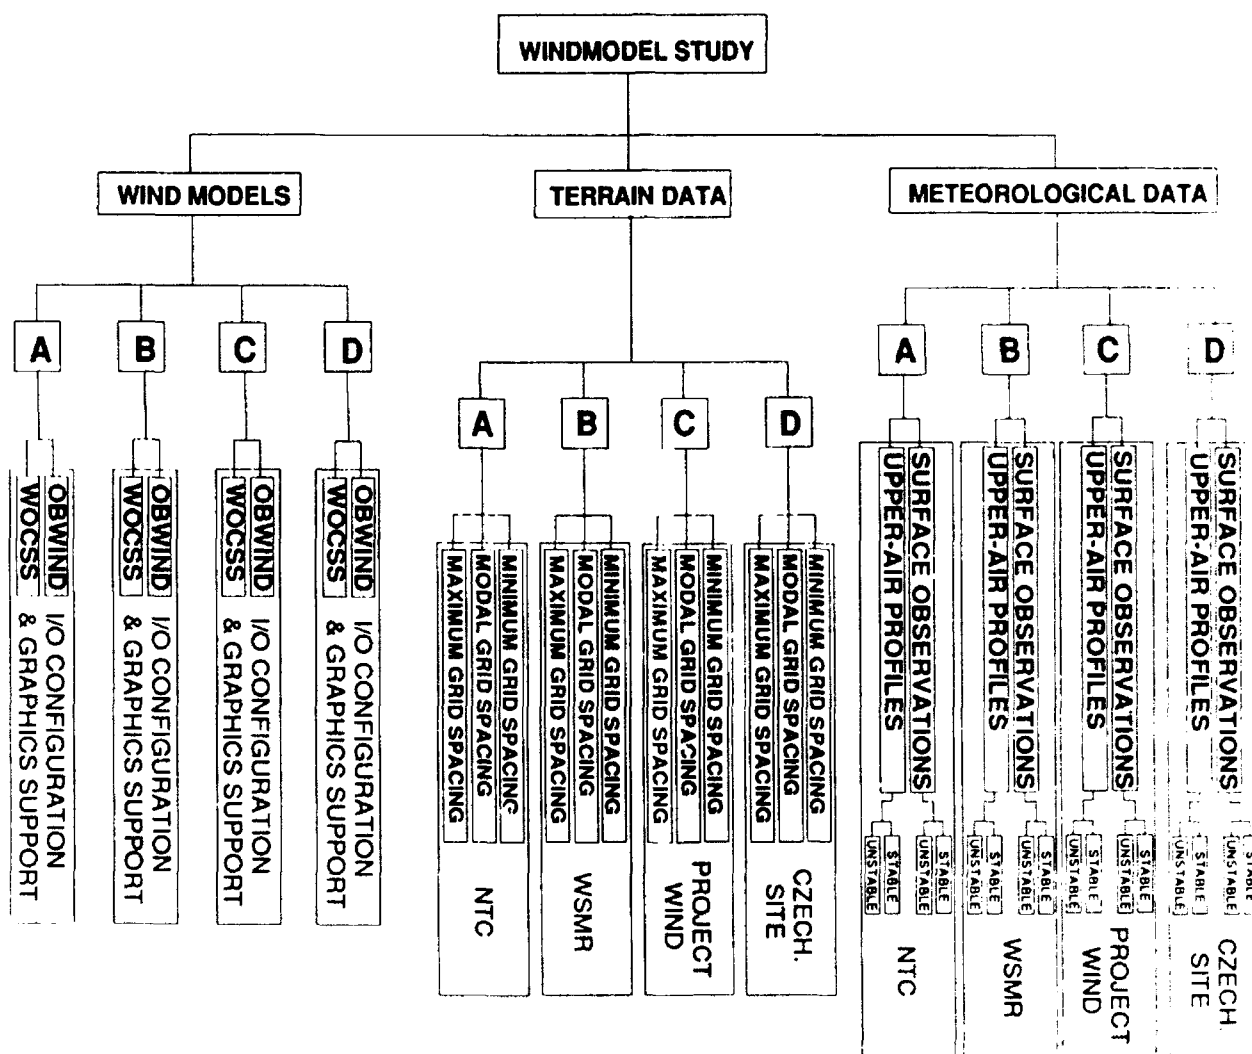 WINDMODEL STUDY
WIND MODELS
TERRAIN DATA
METEOROLOGICAL DATA
A
B
C
D
OBWIND
WOCSS
I/O CONFIGURATION
& GRAPHICS SUPPORT
OBWIND
WOCSS
I/O CONFIGURATION
& GRAPHICS SUPPORT
OBWIND
WOCSS
I/O CONFIGURATION
& GRAPHICS SUPPORT
OBWIND
WOCSS
I/O CONFIGURATION
& GRAPHICS SUPPORT
A
B
C
D
MINIMUM GRID SPACING
MODAL GRID SPACING
MAXIMUM GRID SPACING
NTC
MINIMUM GRID SPACING
MODAL GRID SPACING
MAXIMUM GRID SPACING
WSMR
MINIMUM GRID SPACING
MODAL GRID SPACING
MAXIMUM GRID SPACING
PROJECT
WIND
MINIMUM GRID SPACING
MODAL GRID SPACING
MAXIMUM GRID SPACING
CZECH.
SITE
A
B
C
D
SURFACE OBSERVATIONS
UPPER-AIR PROFILES
STABLE
UNSTABLE
STABLE
UNSTABLE
NTC
SURFACE OBSERVATIONS
UPPER-AIR PROFILES
STABLE
UNSTABLE
STABLE
UNSTABLE
WSMR
SURFACE OBSERVATIONS
UPPER-AIR PROFILES
STABLE
UNSTABLE
STABLE
UNSTABLE
PROJECT
WIND
SURFACE OBSERVATIONS
UPPER-AIR PROFILES
STABLE
UNSTABLE
STABLE
UNSTABLE
CZECH.
SITE